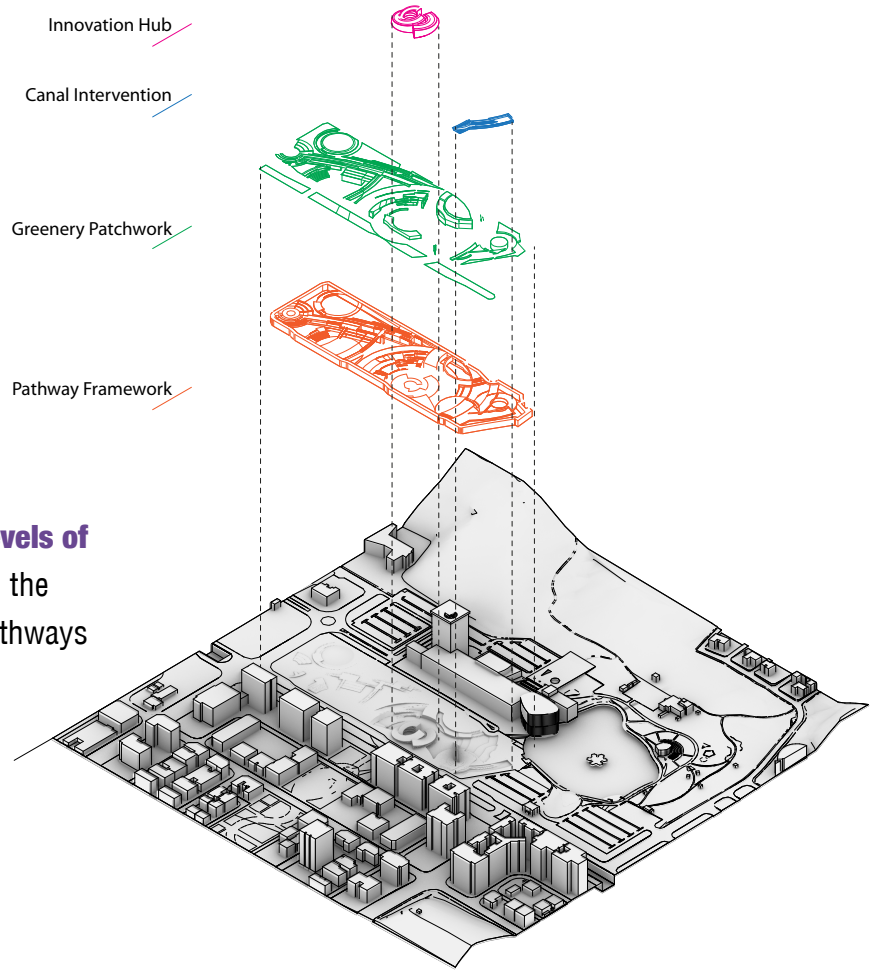 Innovation Hub
Canal Intervention
Greenery Patchwork
Pathway Framework
vels of
the
thways